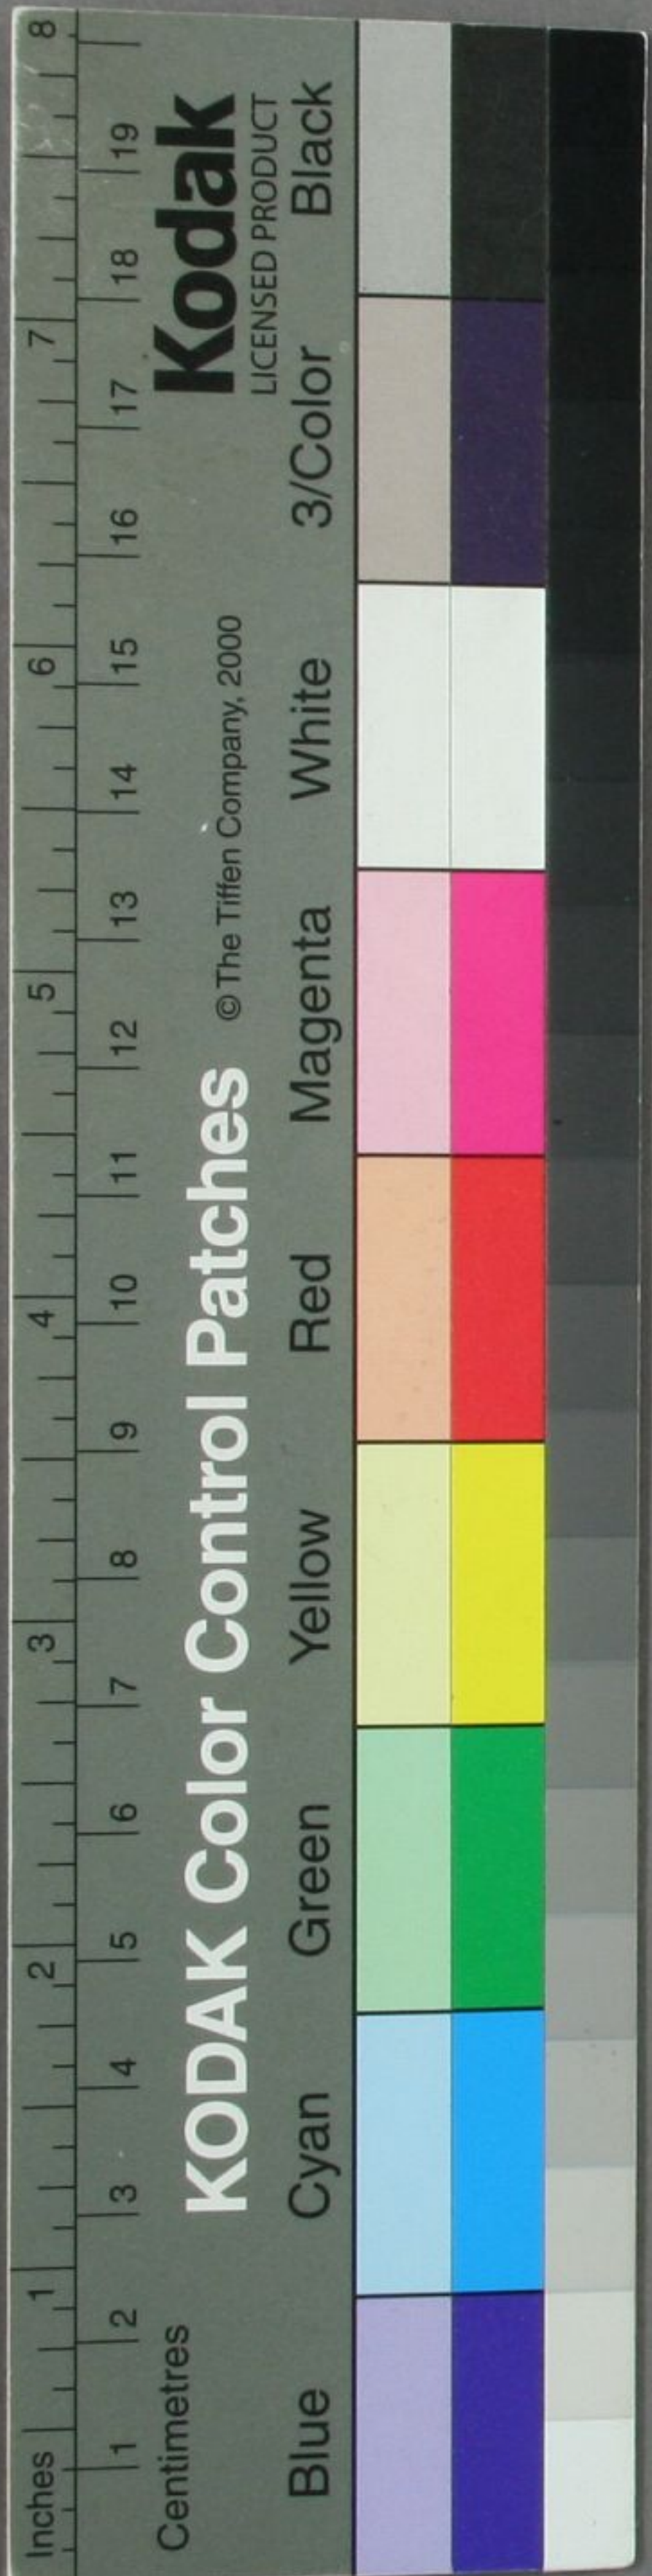 Inches 1 2 3 4 5 6 7 8
1 2 3 4 5 6 7 8 9 10 11 12 13 14 15 16 17 18 19
Centimetres
KODAK Color Control Patches © The Tiffen Company, 2000 Kodak
LICENSED PRODUCT
Blue Cyan Green Yellow Red Magenta White 3/Color Black